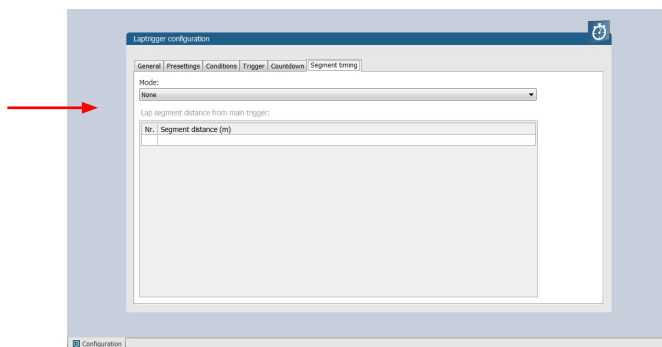 Laptrigger configuration
General Presettings Conditions Trigger Countdown Segment timing
Mode:
None
Lap segment distance from main trigger:
Nr. Segment distance (m)
Configuration